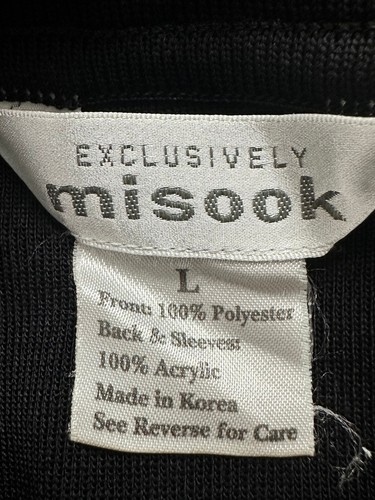 EXCLUSIVELY
misook
L
Front: 100% Polyester
Back & Sleeves:
100% Acrylic
Made in Korea
See Reverse for Care